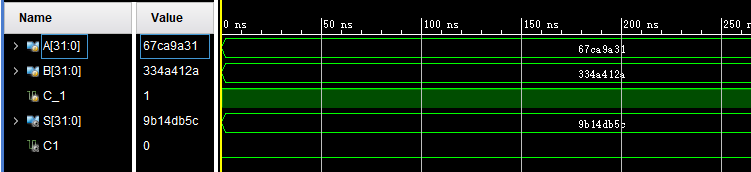 Name Value 0 ns 50 ns 100 ns 150 ns 200 ns 250 ns
A[31:0] 67ca9a31 67ca9a31
B[31:0] 334a412a 334a412a
C_1 1
S[31:0] 9b14db5c 9b14db5c
C1 0